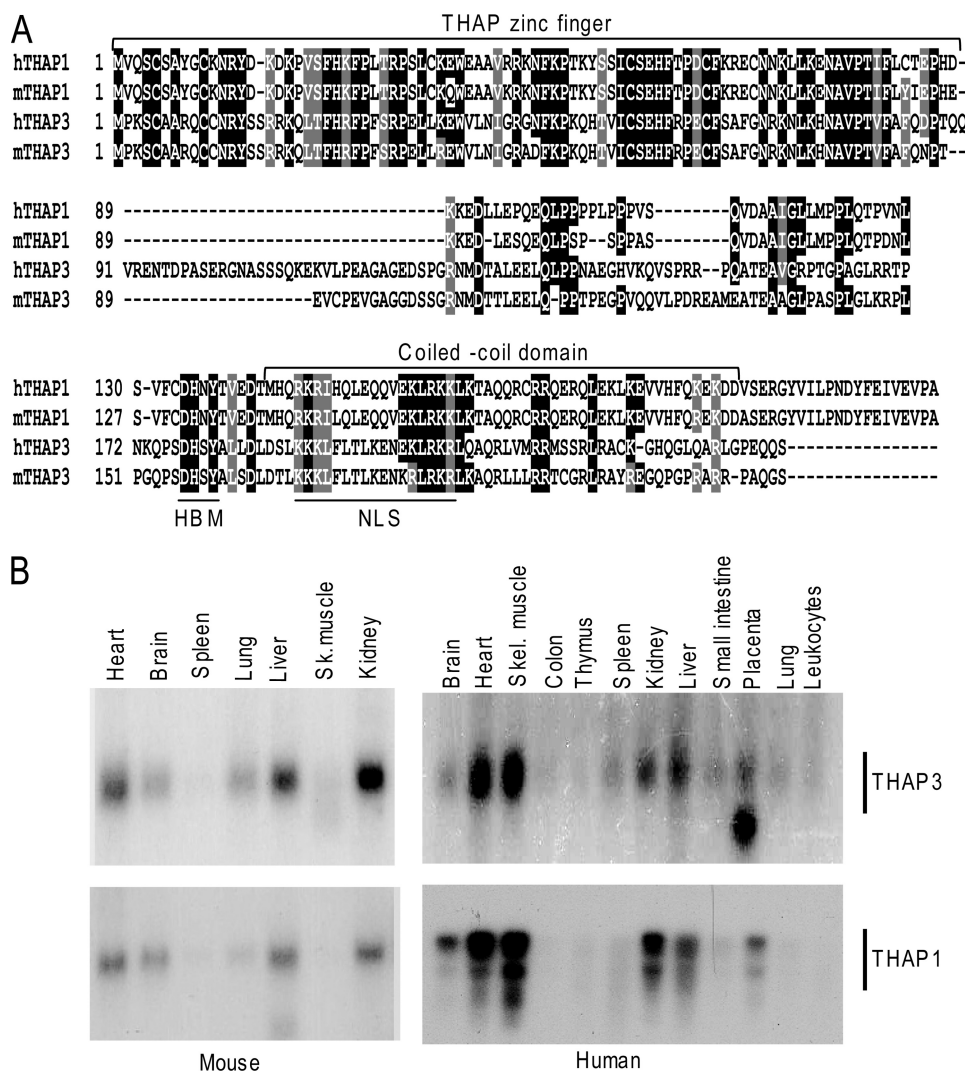 A
THAP zinc finger
hTHAP1 1 MVQSCSAYGCKNRYD-KDKPVSFHKFPLTRPSLCKEWEAAVRRKNFKPTKYSSICSEHFTPDCFKRECNNKLLKENAVPTIFLCTEPHD-
mTHAP1 1 MVQSCSAYGCKNRYD-KDKPVSFHKFPLTRPSLCKQWEAAVKRKNFKPTKYSSICSEHFTPDCFKRECNNKLLKENAVPTIFLYIEPHE-
hTHAP3 1 MPKSCAARQCCNRYSSRRKQLTFHRFPFSRPELLKEWVLNIGRGNFKPKQHTVICSEHFRPECFSAFGNRKNLKHNAVPTVFAFQDPTQQ
mTHAP3 1 MPKSCAARQCCNRYSSRRKQLTFHRFPFSRPELLREWVLNIGRADFKPKQHTVICSEHFRPECFSAFGNRKNLKHNAVPTVFAFQNPT--
hTHAP1 89 -----------------------------------KKEDLLEPQEQLPPPPLPPPVS--------QVDAAIGLLMPPLQTPVNL
mTHAP1 89 -----------------------------------KKED-LESQEQLPSP--SPPAS--------QVDAAIGLLMPPLQTPDNL
hTHAP3 91 VRENTDPASERGNASSSQKEKVLPEAGAGEDSPGRNMDTALEELQLPPNAEGHVKQVSPRR--PQATEAVGRPTGPAGLRRTP
mTHAP3 89 --------------------EVCPEVGAGGDSSGRNMDTTLEELQ-PPTPEGPVQQVLPDREAMEATEAAGLPASPLGLKRPL
Coiled -coil domain
hTHAP1 130 S-VFCDHNYTVEDTMHQRKRIHQLEQQVEKLRKKLKTAQQRCRRQERQLEKLKEVVHFQKEKDDVSERGYVILPNDYFEIVEVPA
mTHAP1 127 S-VFCDHNYTVEDTMHQRKRILQLEQQVEKLRKKLKTAQQRCRRQERQLEKLKEVVHFQREKDDASERGYVILPNDYFEIVEVPA
hTHAP3 172 NKQPSDHSYALLDLDSLKKKLFLTLKENEKLRKRLQAQRLVMRRMSSRLRACK-GHQGLQARLGPEQQS----------------
mTHAP3 151 PGQPSDHSYALSDLDTLKKKLFLTLKENKRLRKRLKAQRLLLRRTCGRLRAYREGQPGPRARR-PAQGS----------------
HBM NLS
B
Heart Brain Spleen Lung Liver Sk.muscle Kidney
Brain Heart Skel. muscle Colon Thymus Spleen Kidney Liver Small intestine Placenta Lung Leukocytes
THAP3
THAP1
Mouse Human